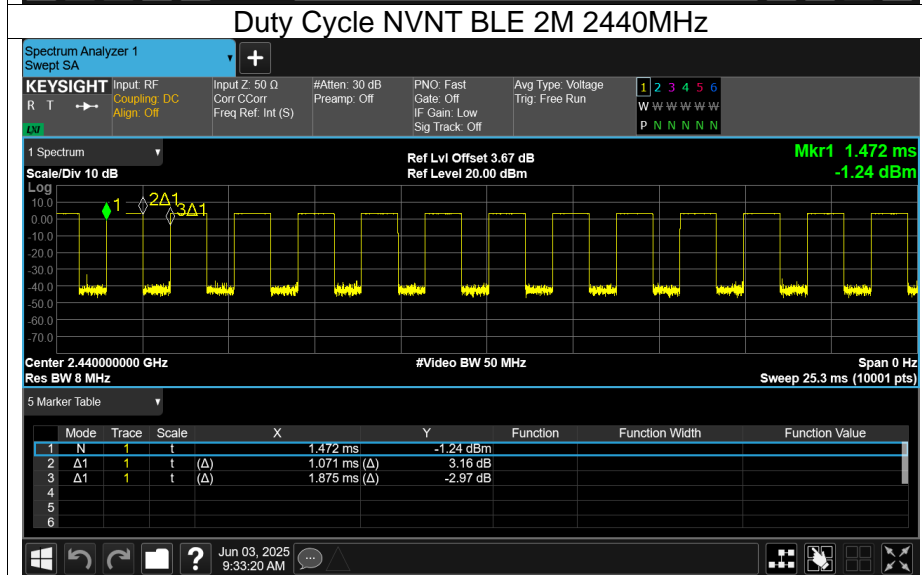 Duty Cycle NVNT BLE 2M 2440MHz
Spectrum Analyzer 1
Swept SA
+
KEYSIGHT Input: RF Input Z: 50 Ω #Atten: 30 dB PNO: Fast Avg Type: Voltage 1 2 3 4 5 6
R T Coupling: DC Corr CCorr Preamp: Off Gate: Off Trig: Free Run W W W W W W
Align: Off Freq Ref: Int (S) IF Gain: Low
LXI Sig Track: Off P N N N N N
1 Spectrum Ref Lvl Offset 3.67 dB Mkr1 1.472 ms
Scale/Div 10 dB Ref Level 20.00 dBm -1.24 dBm
Log
10.0 1 2Δ1 3Δ1
0.00
-10.0
-20.0
-30.0
-40.0
-50.0
-60.0
-70.0
Center 2.440000000 GHz #Video BW 50 MHz Span 0 Hz
Res BW 8 MHz Sweep 25.3 ms (10001 pts)
5 Marker Table
Mode Trace Scale X Y Function Function Width Function Value
1 N 1 t 1.472 ms -1.24 dBm
2 Δ1 1 t (Δ) 1.071 ms (Δ) 3.16 dB
3 Δ1 1 t (Δ) 1.875 ms (Δ) -2.97 dB
4
5
6
? Jun 03, 2025
9:33:20 AM